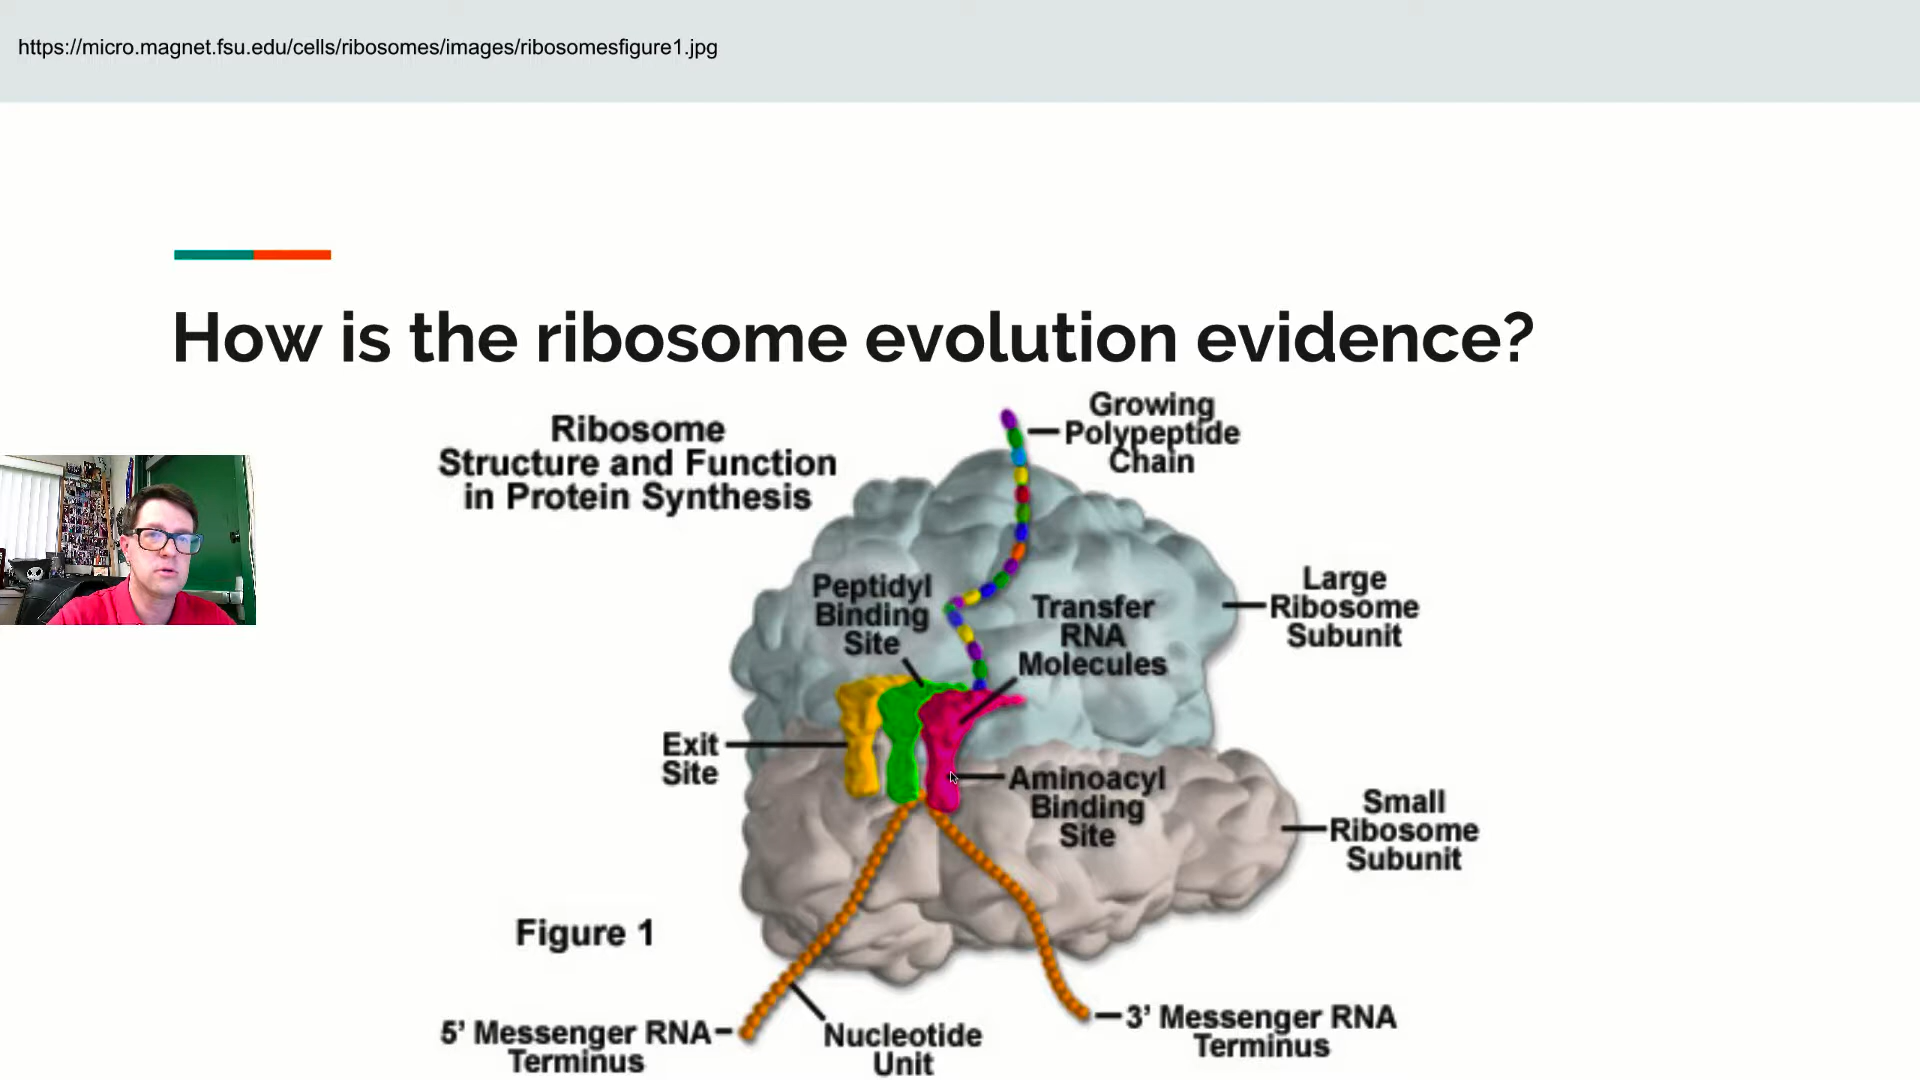 https://micro.magnet.fsu.edu/cells/ribosomes/images/ribosomesfigure1.jpg
How is the ribosome evolution evidence?
Ribosome
Structure and Function
in Protein Synthesis
Growing
Polypeptide
Chain
Peptidyl
Binding
Site
Transfer
RNA
Molecules
Large
Ribosome
Subunit
Exit
Site
Aminoacyl
Binding
Site
Small
Ribosome
Subunit
Figure 1
5' Messenger RNA
Terminus
Nucleotide
Unit
3' Messenger RNA
Terminus